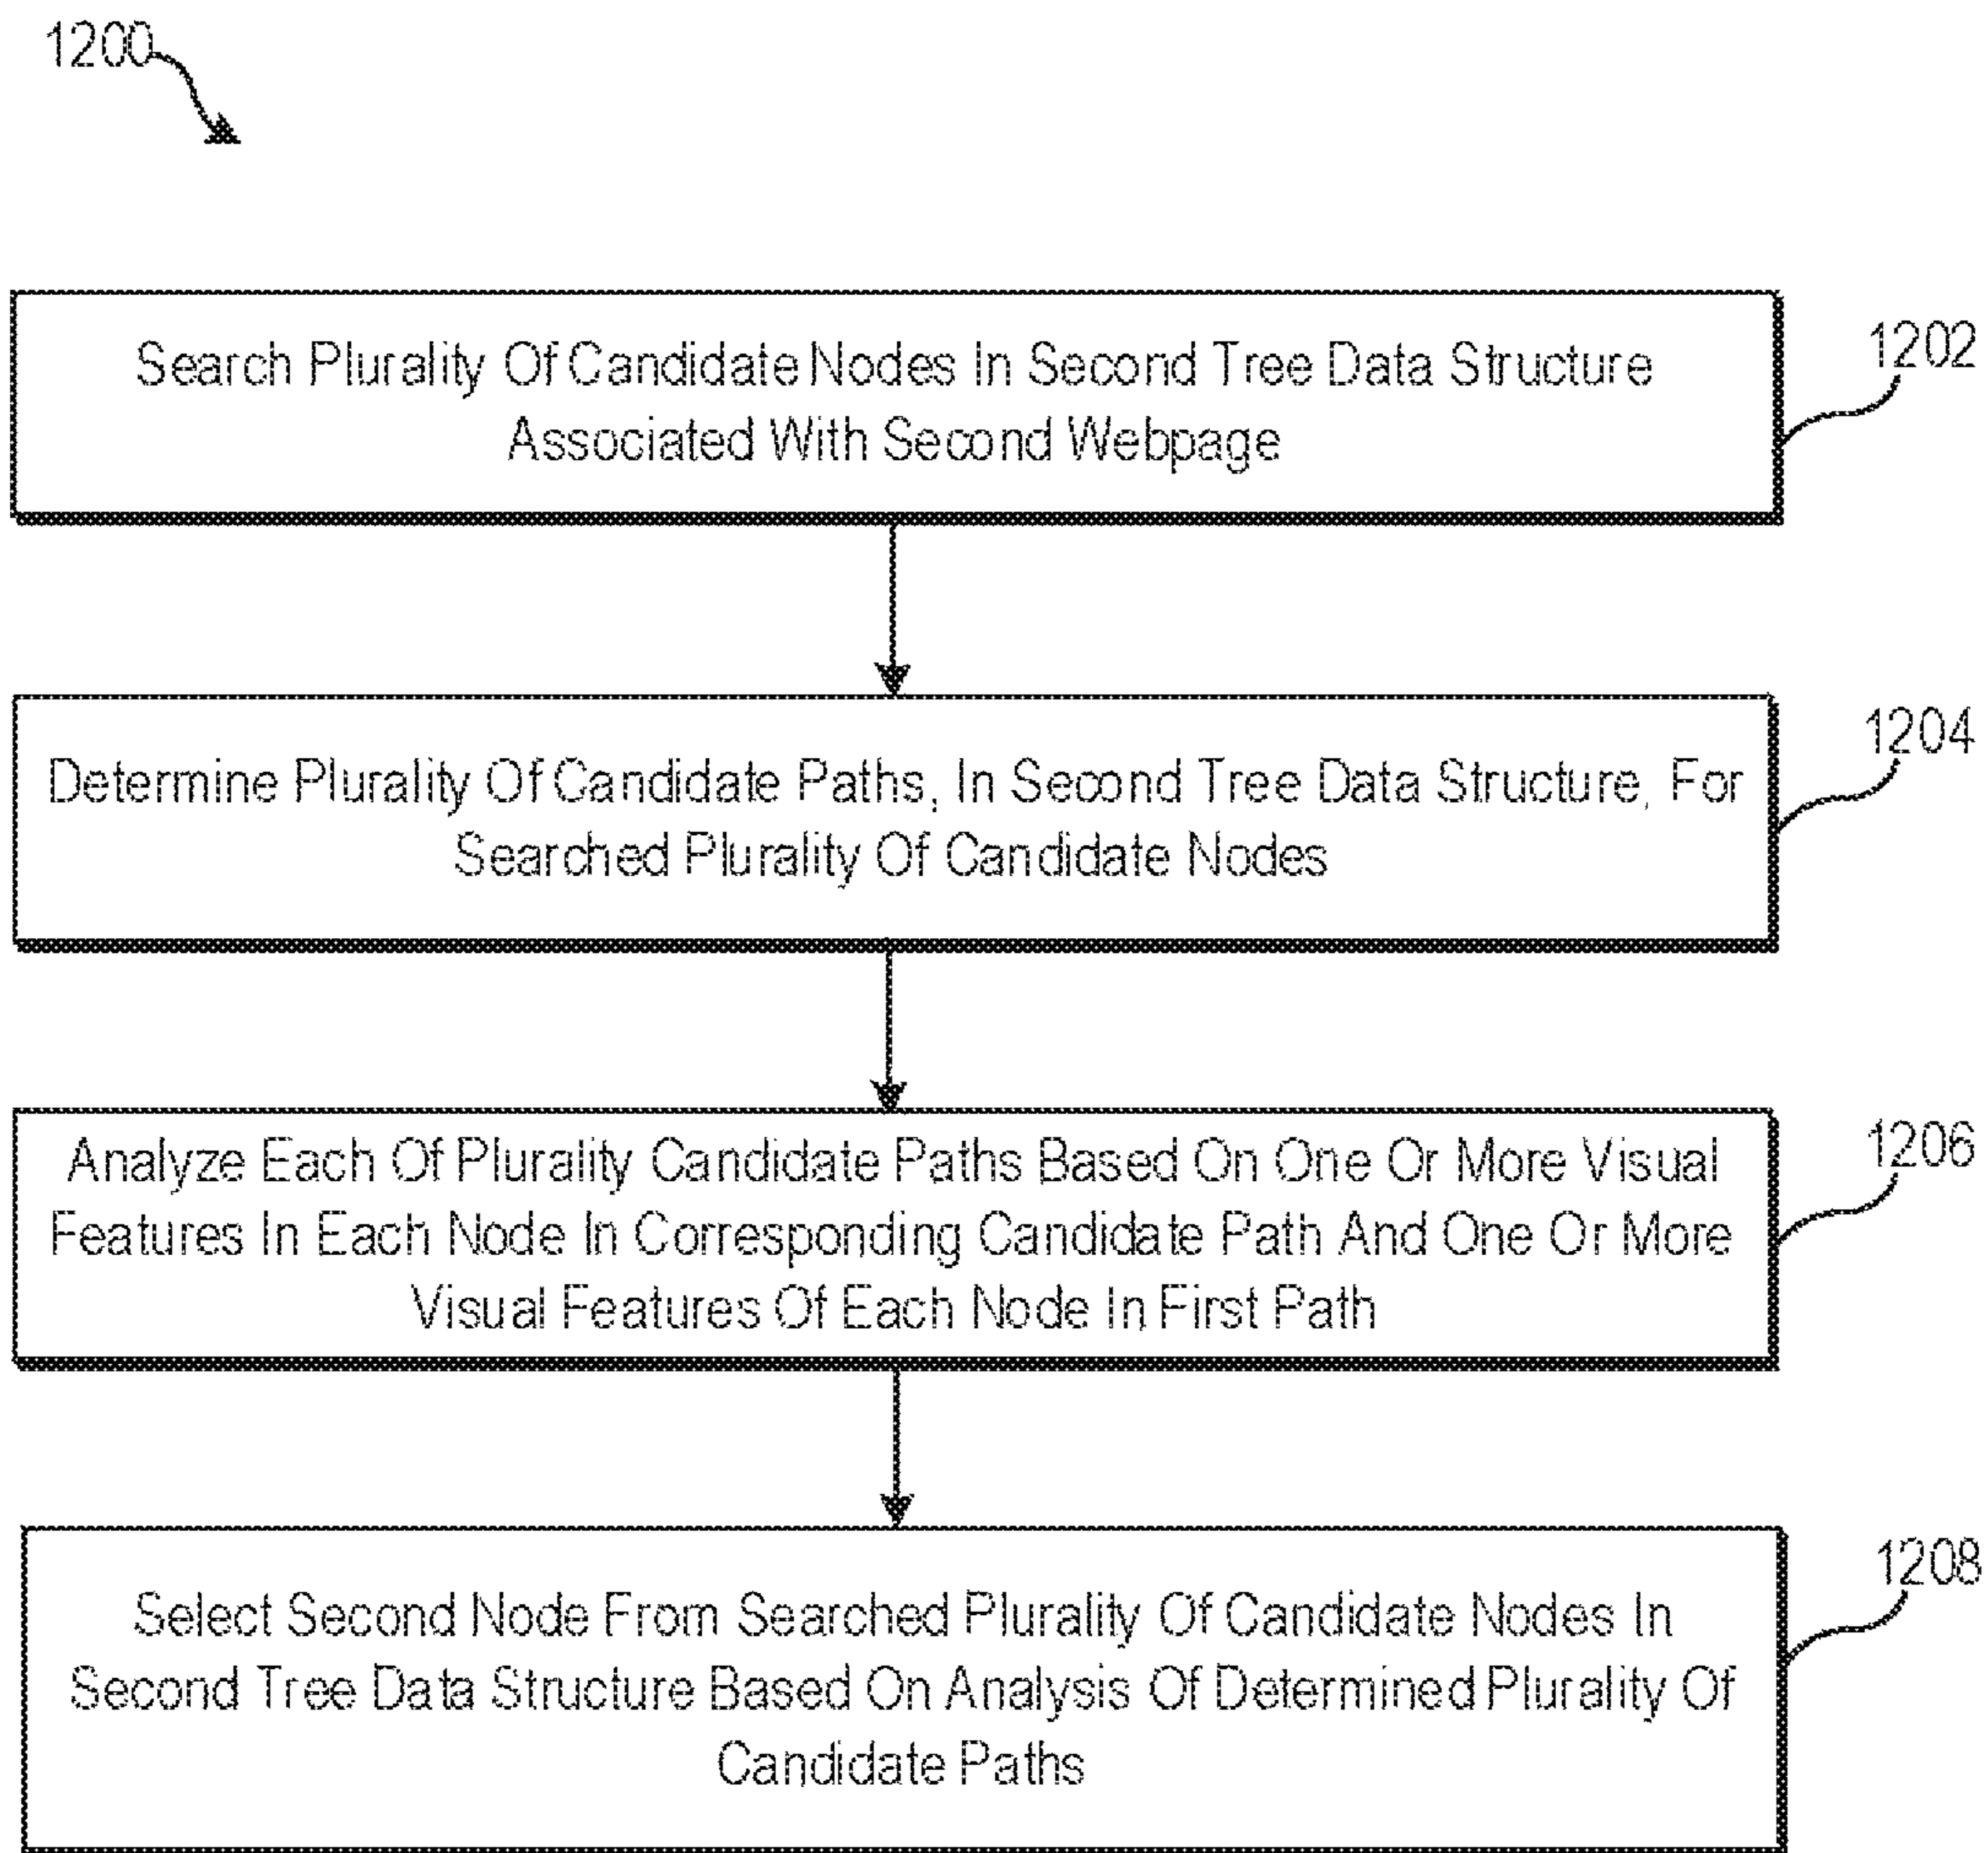 1200
Search Plurality Of Candidate Nodes In Second Tree Data Structure
Associated With Second Webpage
1202
Determine Plurality Of Candidate Paths, In Second Tree Data Structure, For
Searched Plurality Of Candidate Nodes
1204
Analyze Each Of Plurality Candidate Paths Based On One Or More Visual
Features In Each Node In Corresponding Candidate Path And One Or More
Visual Features Of Each Node In First Path
1206
Select Second Node From Searched Plurality Of Candidate Nodes In
Second Tree Data Structure Based On Analysis Of Determined Plurality Of
Candidate Paths
1208